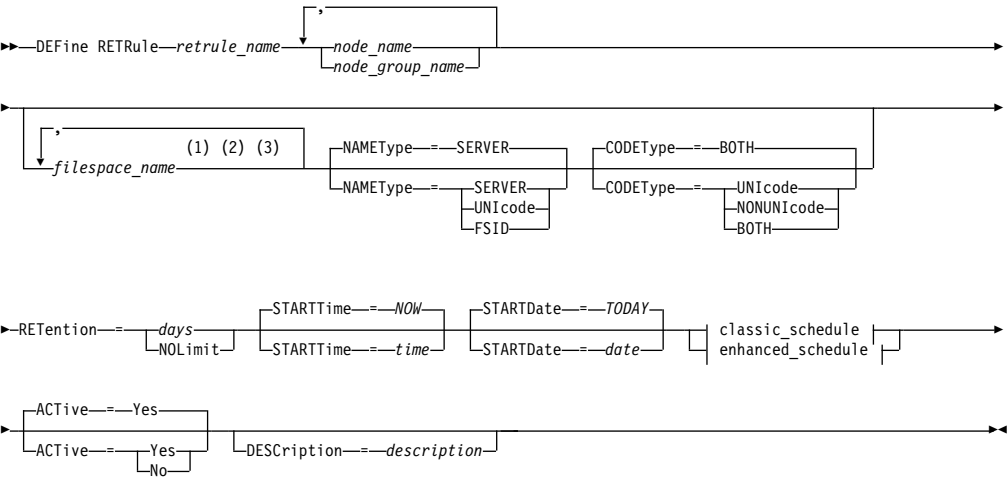 ,
DEFine RETRule retrule_name node_name
node_group_name
,
(1) (2) (3) NAMEType = SERVER CODEType = BOTH
filespace_name NAMEType = SERVER CODEType = UNIcode
UNIcode NONUNIcode
FSID BOTH
STARTTime = NOW STARTDate = TODAY
RETention = days STARTTime = time STARTDate = date classic_schedule
NOLimit enhanced_schedule
ACTive = Yes
ACTive = Yes DESCription = description
No